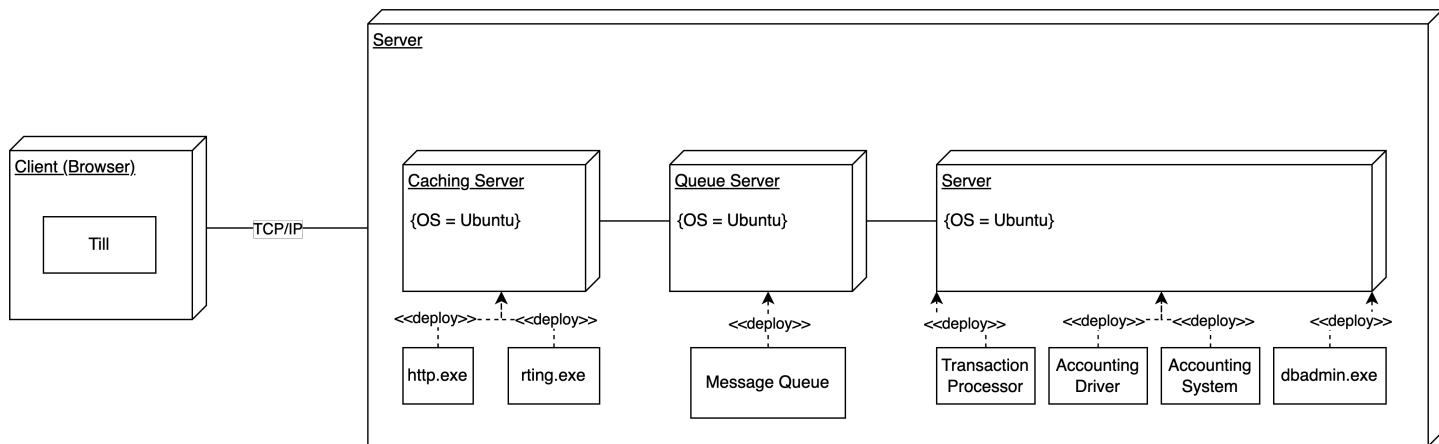 Server
Client (Browser)
Till
TCP/IP
Caching Server
{OS = Ubuntu}
Queue Server
{OS = Ubuntu}
Server
{OS = Ubuntu}
<<deploy>>
<<deploy>>
<<deploy>>
<<deploy>>
<<deploy>>
<<deploy>>
<<deploy>>
http.exe
rting.exe
Message Queue
Transaction
Processor
Accounting
Driver
Accounting
System
dbadmin.exe